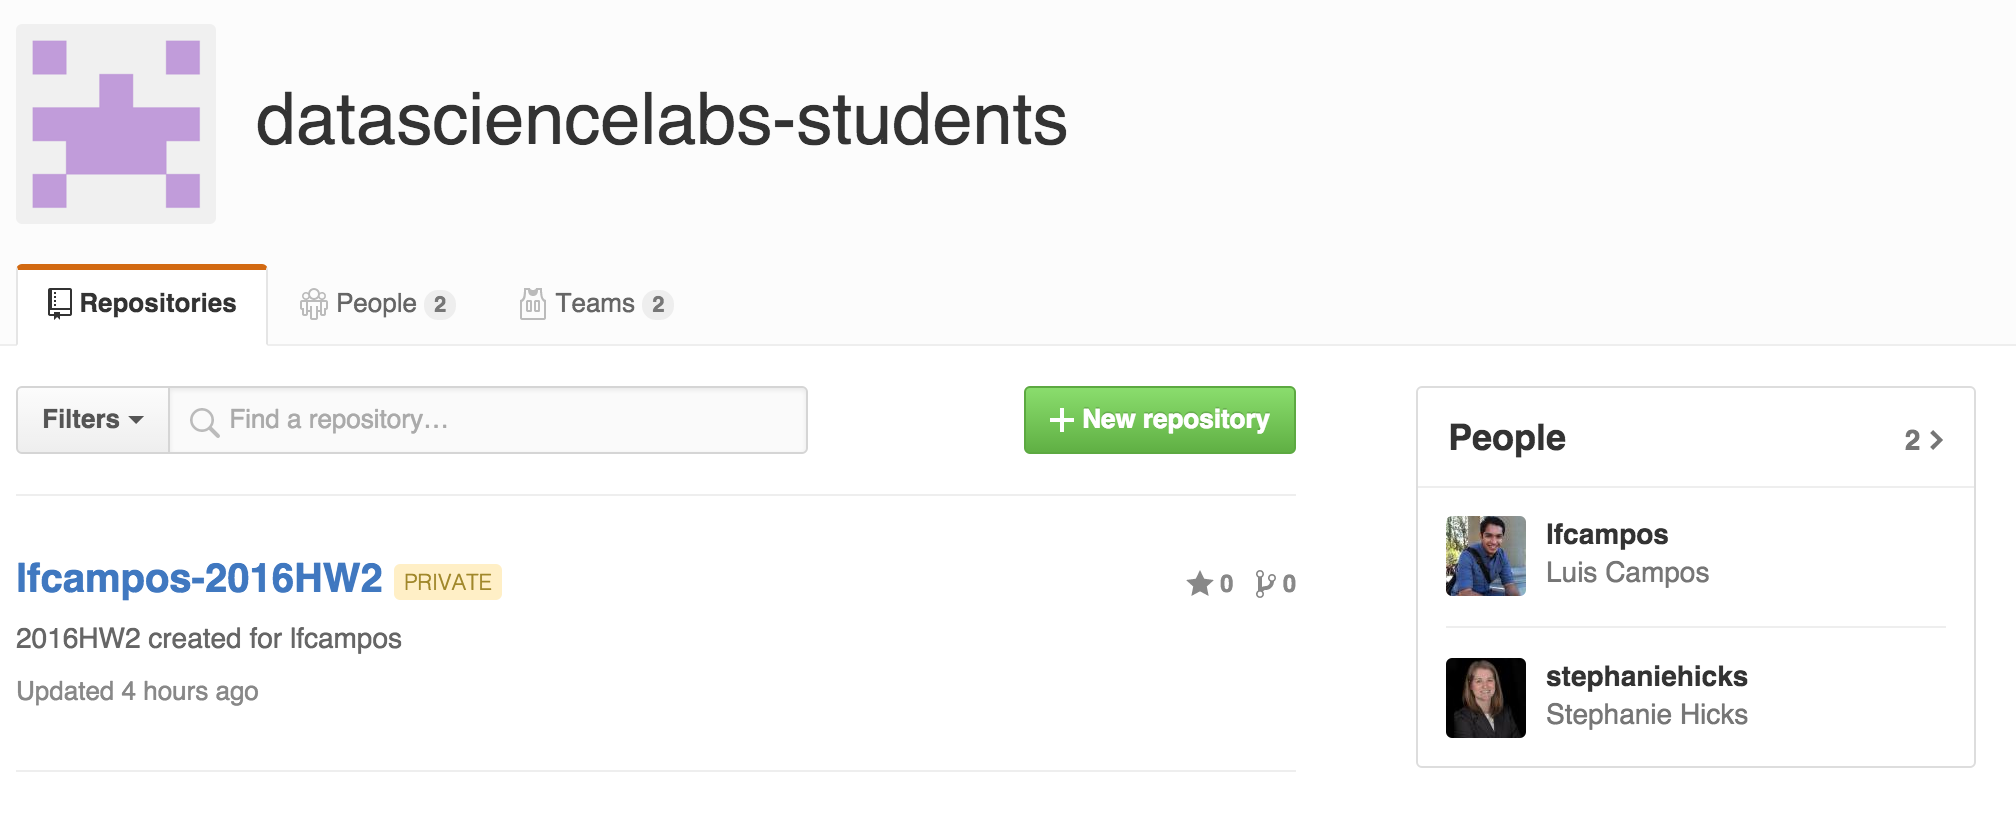 datasciencelabs-students
Repositories People 2 Teams 2
Filters Find a repository… + New repository
lfcampos-2016HW2 PRIVATE 0 0
2016HW2 created for lfcampos
Updated 4 hours ago
People 2
lfcampos
Luis Campos
stephaniehicks
Stephanie Hicks